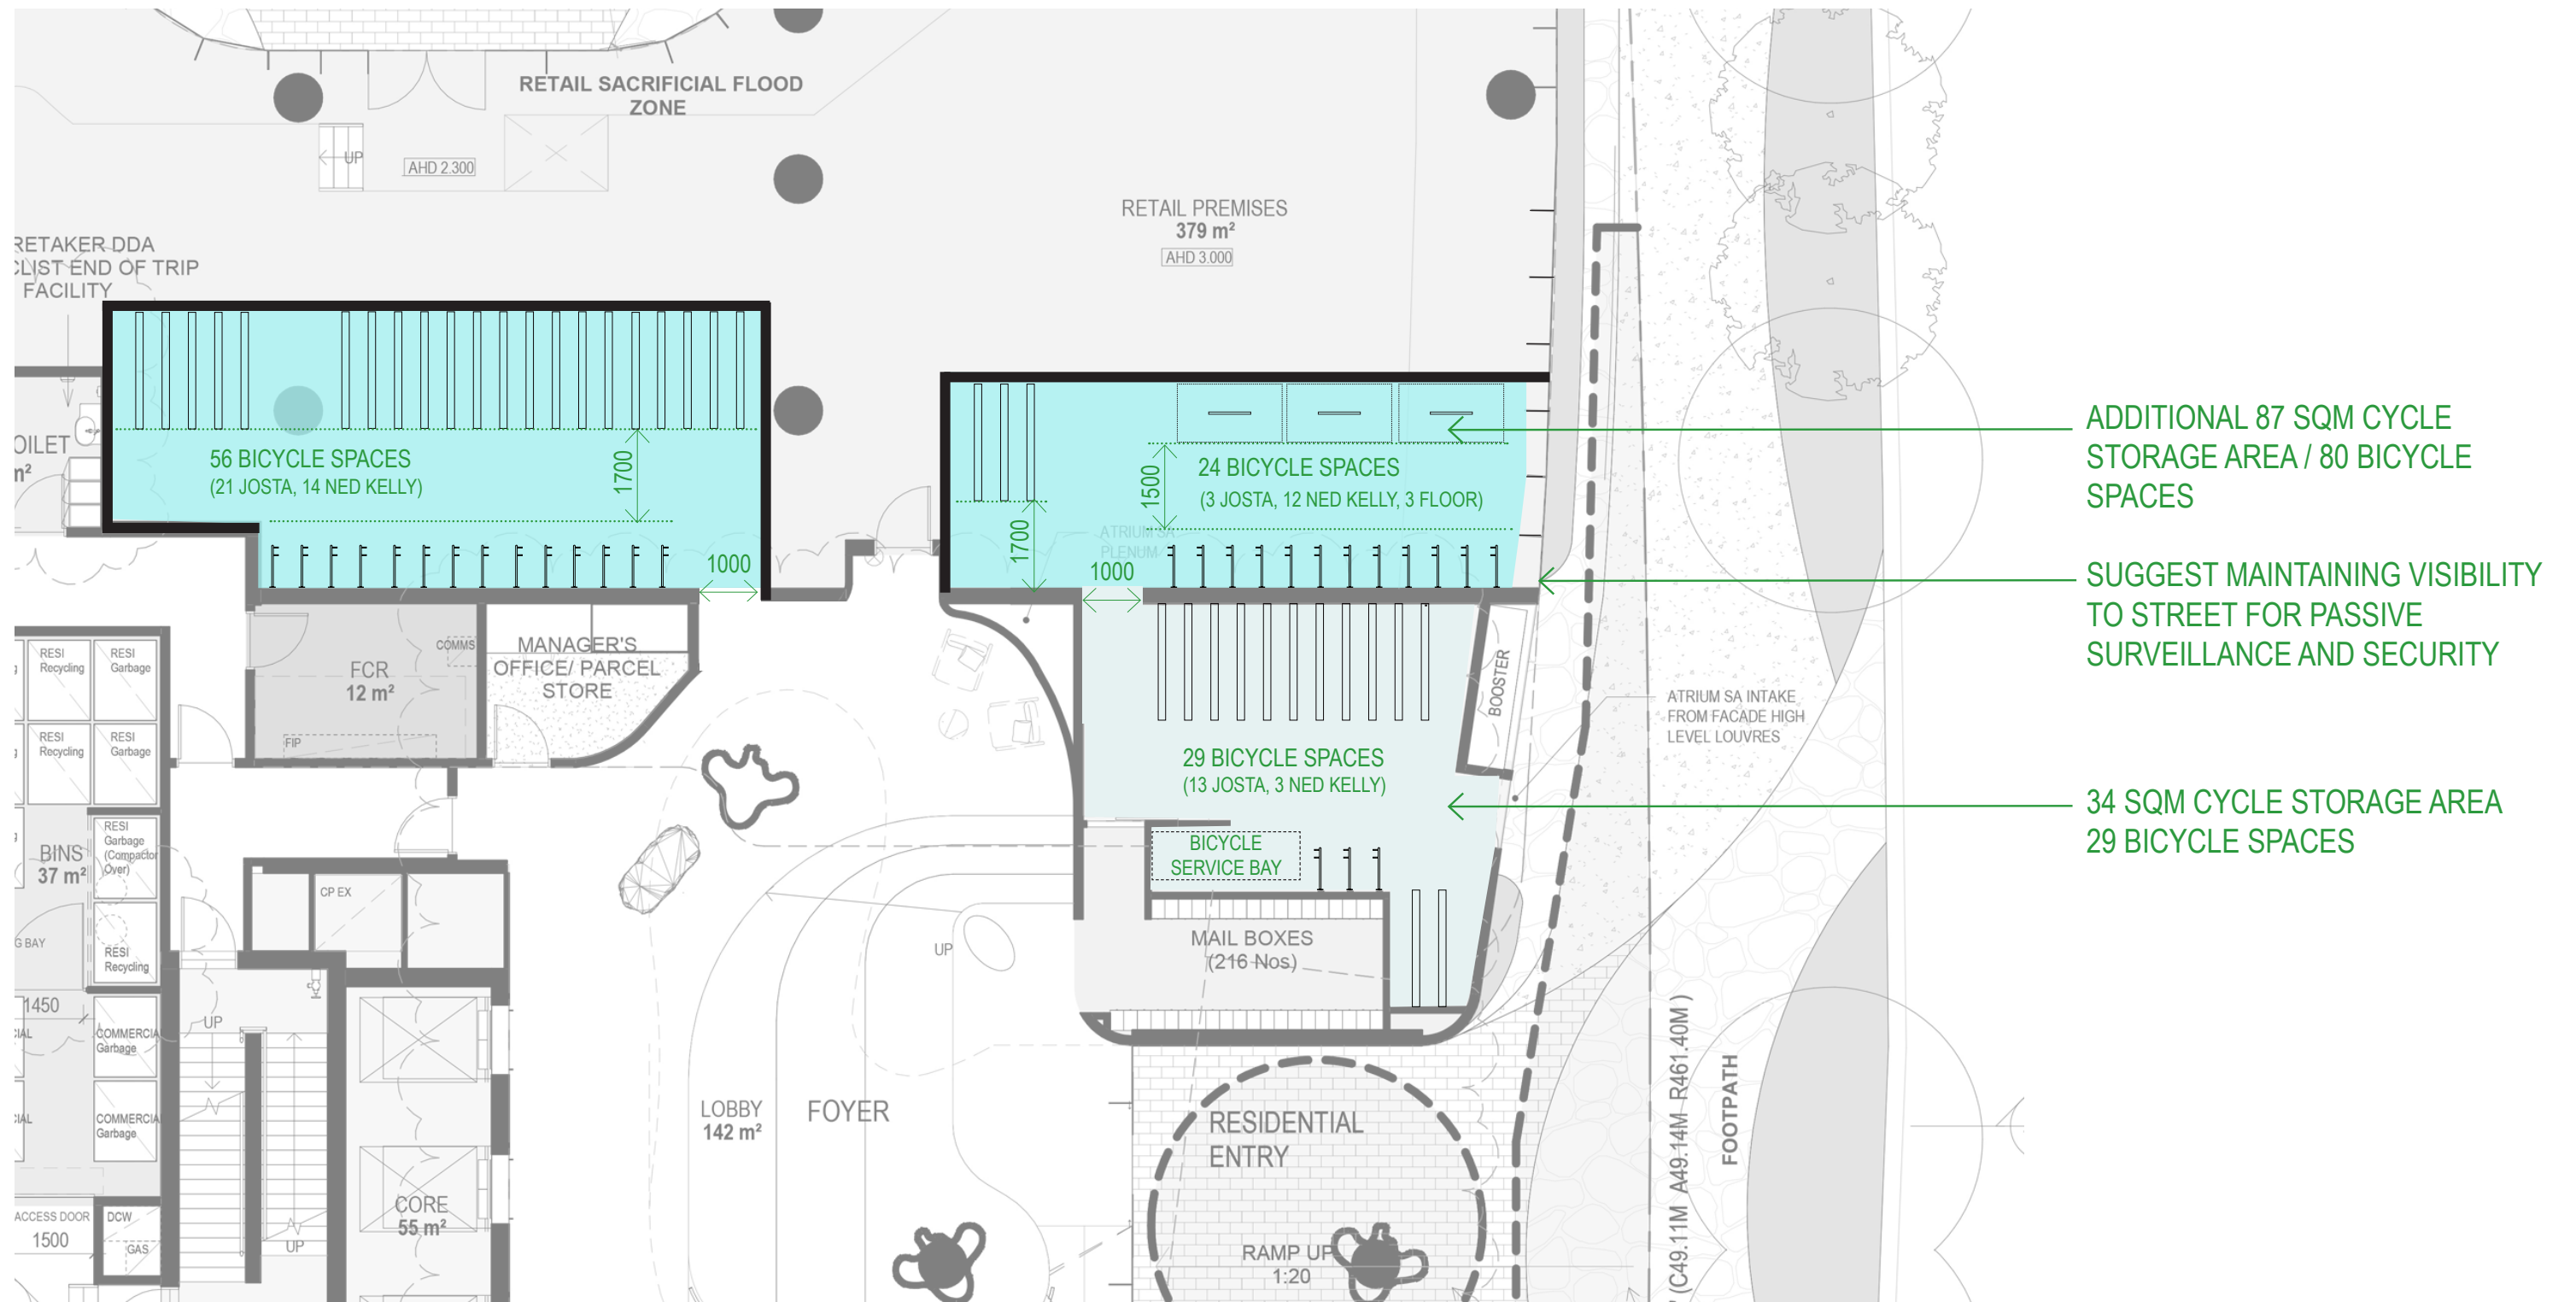 RETAIL SACRIFICIAL FLOOD
ZONE
UP
AHD 2.300
RETAIL PREMISES
379 m²
AHD 3.000
RETAKER DDA
CLIST END OF TRIP
FACILITY
OILET
m²
56 BICYCLE SPACES
(21 JOSTA, 14 NED KELLY)
1700
1000
24 BICYCLE SPACES
(3 JOSTA, 12 NED KELLY, 3 FLOOR)
1500
1700
ATRIUM SA
PLENUM
1000
ADDITIONAL 87 SQM CYCLE
STORAGE AREA / 80 BICYCLE
SPACES
SUGGEST MAINTAINING VISIBILITY
TO STREET FOR PASSIVE
SURVEILLANCE AND SECURITY
34 SQM CYCLE STORAGE AREA
29 BICYCLE SPACES
ATRIUM SA INTAKE
FROM FACADE HIGH
LEVEL LOUVRES
BOOSTER
29 BICYCLE SPACES
(13 JOSTA, 3 NED KELLY)
BICYCLE
SERVICE BAY
MAIL BOXES
(216 Nos)
COMMS
FCR
12 m²
FIP
MANAGER'S
OFFICE/ PARCEL
STORE
RESI
Recycling
RESI
Garbage
RESI
Recycling
RESI
Garbage
RESI
Garbage
(Compactor
Over)
BINS
37 m²
RESI
Recycling
G BAY
1450
CIAL
COMMERCIA
Garbage
CIAL
COMMERCIA
Garbage
ACCESS DOOR
1500
DCW
GAS
CP EX
UP
UP
CORE
55 m²
UP
LOBBY
142 m²
FOYER
RESIDENTIAL
ENTRY
RAMP UP
1:20
(C49.11M A49.14M R461.40M)
FOOTPATH